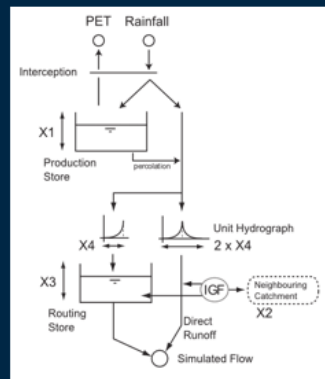 PET Rainfall
Interception
X1
Production
Store
percolation
X4
Unit Hydrograph
2 x X4
X3
Routing
Store
IGF
Neighbouring
Catchment
X2
Direct
Runoff
Simulated Flow